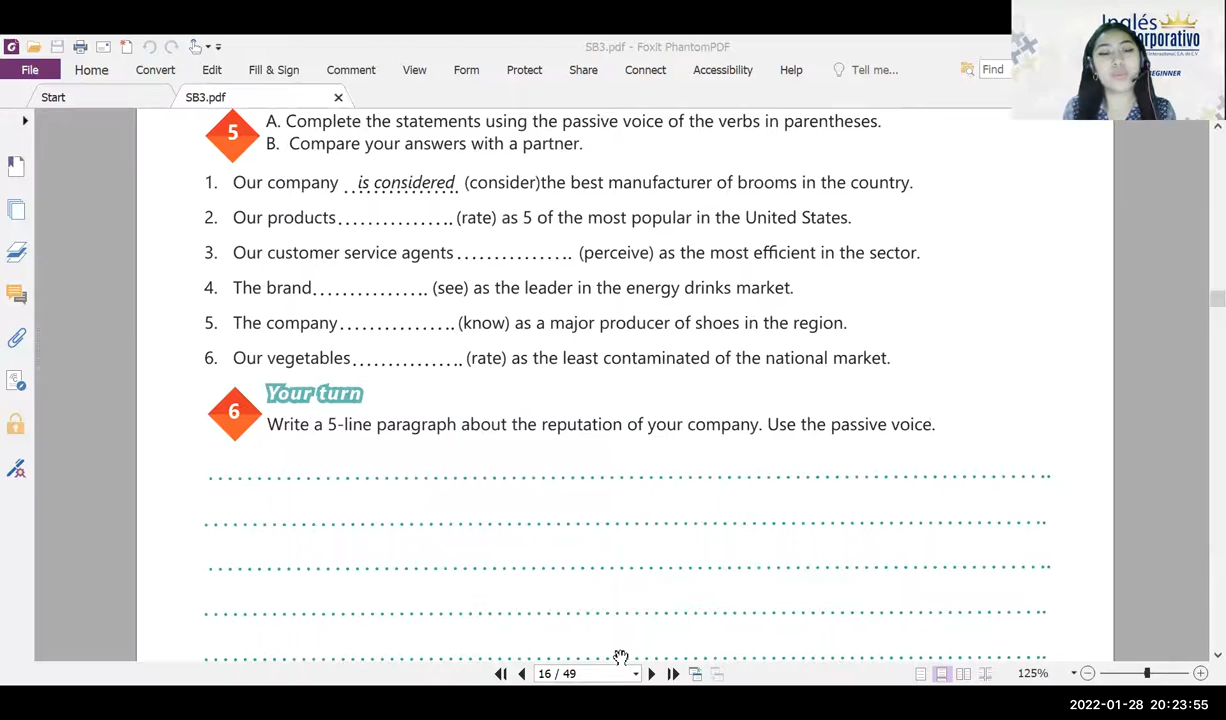 SB3.pdf - Foxit PhantomPDF
Inglés
Corporativo
BEGINNER
File Home Convert Edit Fill & Sign Comment View Form Protect Share Connect Accessibility Help Tell me... Find
Start SB3.pdf
5 A. Complete the statements using the passive voice of the verbs in parentheses.
B. Compare your answers with a partner.
1. Our company ..is considered.. (consider)the best manufacturer of brooms in the country.
2. Our products............... (rate) as 5 of the most popular in the United States.
3. Our customer service agents............... (perceive) as the most efficient in the sector.
4. The brand............... (see) as the leader in the energy drinks market.
5. The company............... (know) as a major producer of shoes in the region.
6. Our vegetables............... (rate) as the least contaminated of the national market.
Your turn
6 Write a 5-line paragraph about the reputation of your company. Use the passive voice.
16 / 49
125%
2022-01-28 20:23:55